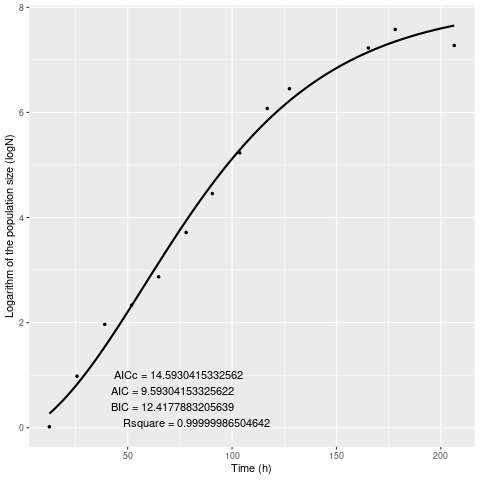 8
6
4
2
0
Logarithm of the population size (logN)
AICc = 14.5930415332562
AIC = 9.59304153325622
BIC = 12.4177883205639
Rsquare = 0.99999986504642
50
100
150
200
Time (h)